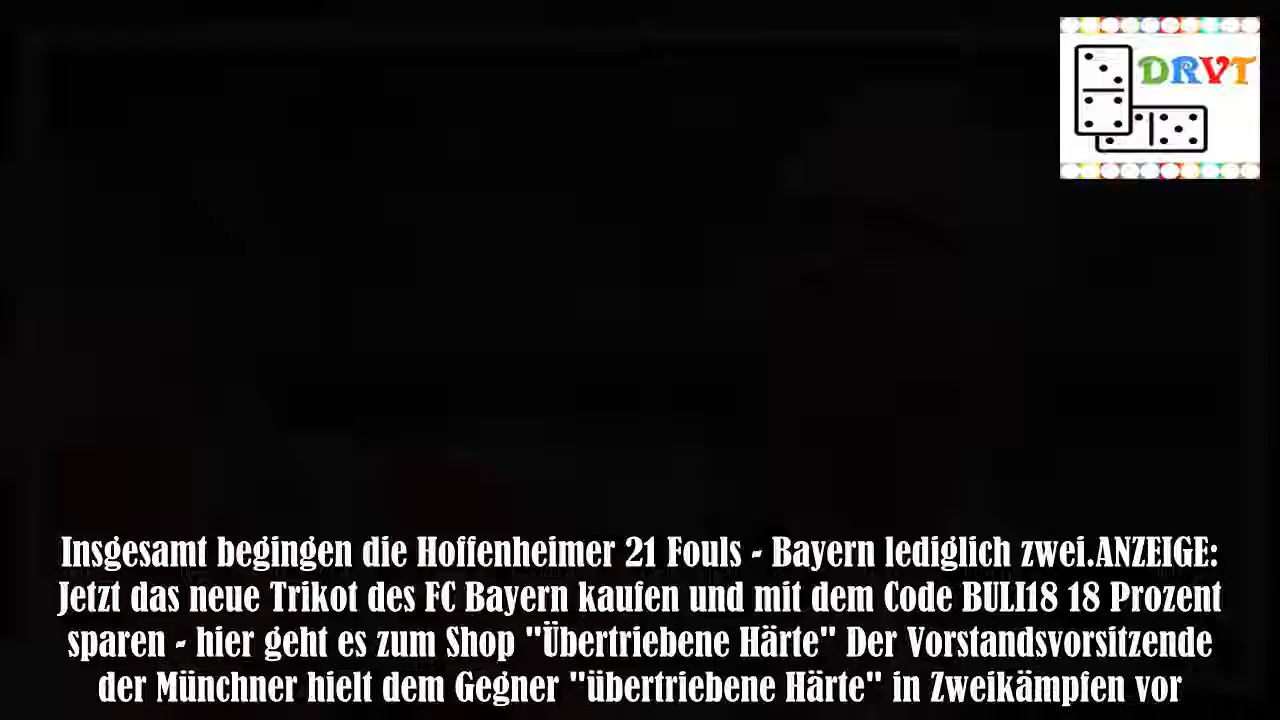 DRVT
Insgesamt begingen die Hoffenheimer 21 Fouls - Bayern lediglich zwei.ANZEIGE:
Jetzt das neue Trikot des FC Bayern kaufen und mit dem Code BULI18 18 Prozent
sparen - hier geht es zum Shop "Übertriebene Härte" Der Vorstandsvorsitzende
der Münchner hielt dem Gegner "übertriebene Härte" in Zweikämpfen vor